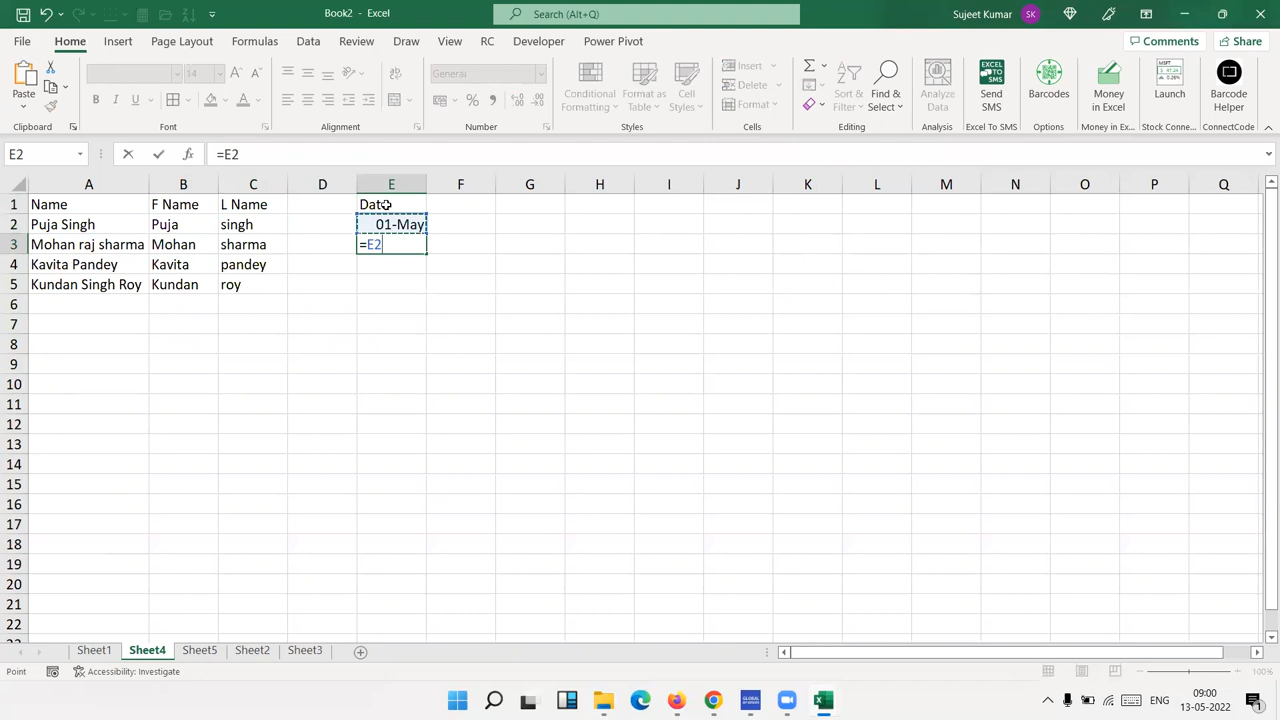 Book2 - Excel
Search (Alt+Q)
Sujeet Kumar
SK
File Home Insert Page Layout Formulas Data Review View Draw RC Developer Power Pivot
Comments Share
Paste
14
General
Conditional Formatting
Format as Table
Cell Styles
Insert
Delete
Format
Sort & Filter
Find & Select
Analyze Data
Send SMS
Barcodes
Money in Excel
Launch
Barcode Helper
Clipboard Font Alignment Number Styles Cells Editing Analysis Excel To SMS Options Money in Ex... Stock Conne... ConnectCode
E2 =E2
A B C D E F G H I J K L M N O P Q
1 Name F Name L Name Dat
2 Puja Singh Puja singh 01-May
3 Mohan raj sharma Mohan sharma =E2
4 Kavita Pandey Kavita pandey
5 Kundan Singh Roy Kundan roy
6
7
8
9
10
11
12
13
14
15
16
17
18
19
20
21
22
Sheet1 Sheet4 Sheet5 Sheet2 Sheet3
Point Accessibility: Investigate 100%
ENG 09:00
13-05-2022